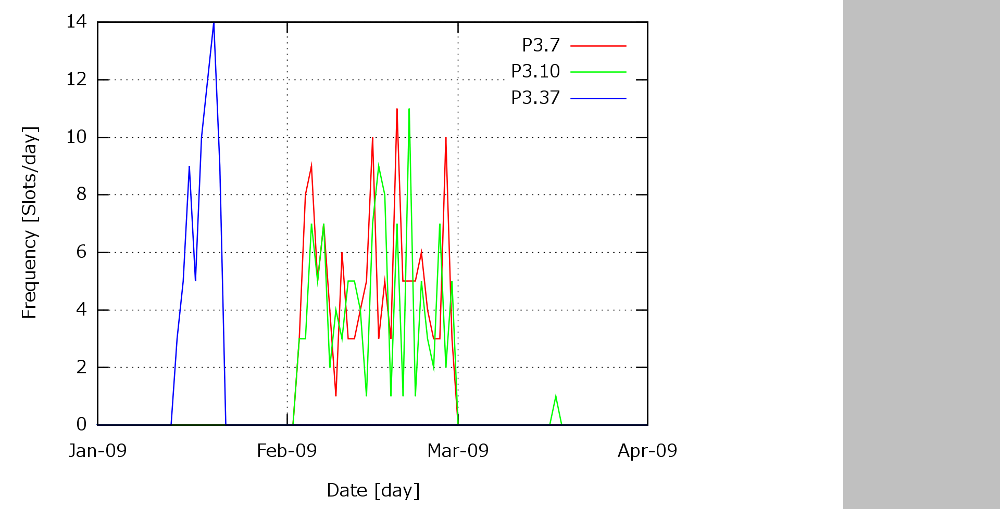 14
12
10
8
6
4
2
0
Frequency [Slots/day]
P3.7
P3.10
P3.37
Jan-09 Feb-09 Mar-09 Apr-09
Date [day]